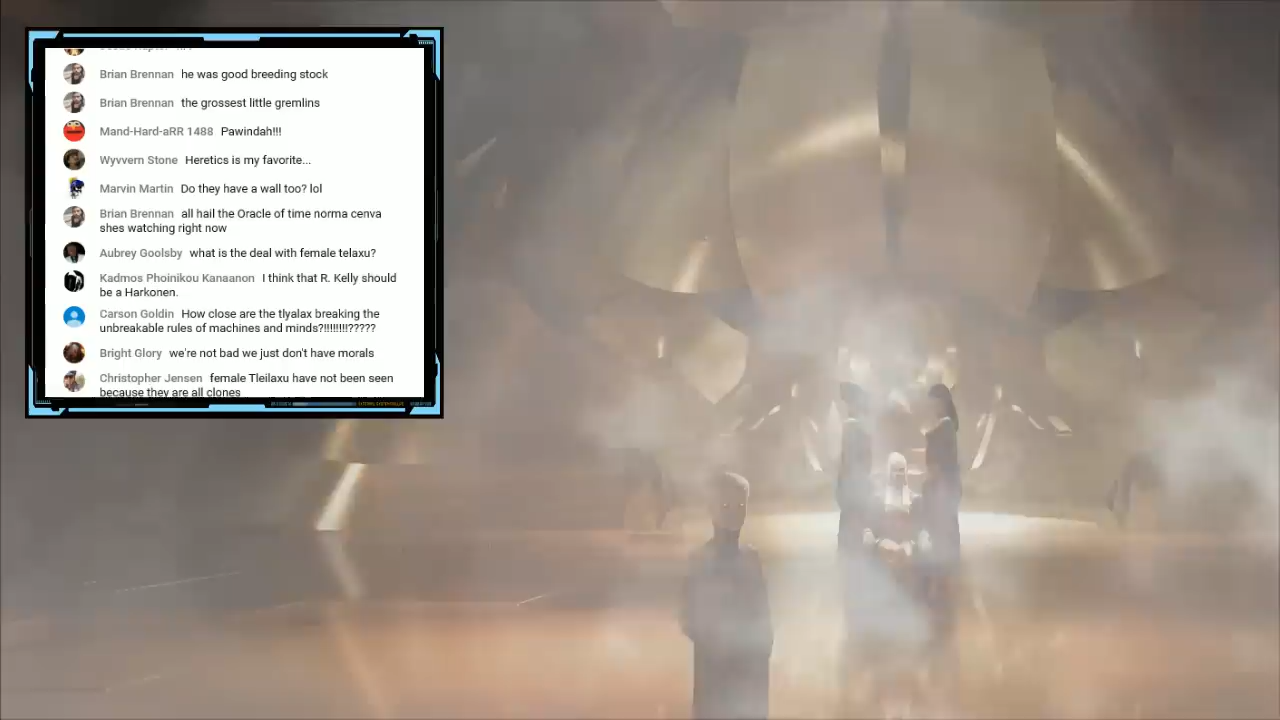 Brian Brennan he was good breeding stock
Brian Brennan the grossest little gremlins
Mand-Hard-aRR 1488 Pawindah!!!
Wyvvern Stone Heretics is my favorite...
Marvin Martin Do they have a wall too? lol
Brian Brennan all hail the Oracle of time norma cenva
shes watching right now
Aubrey Goolsby what is the deal with female telaxu?
Kadmos Phoinikou Kanaanon I think that R. Kelly should
be a Harkonen.
Carson Goldin How close are the tlyalax breaking the
unbreakable rules of machines and minds?!!!!!!!!?????
Bright Glory we're not bad we just don't have morals
Christopher Jensen female Tleilaxu have not been seen
because they are all clones